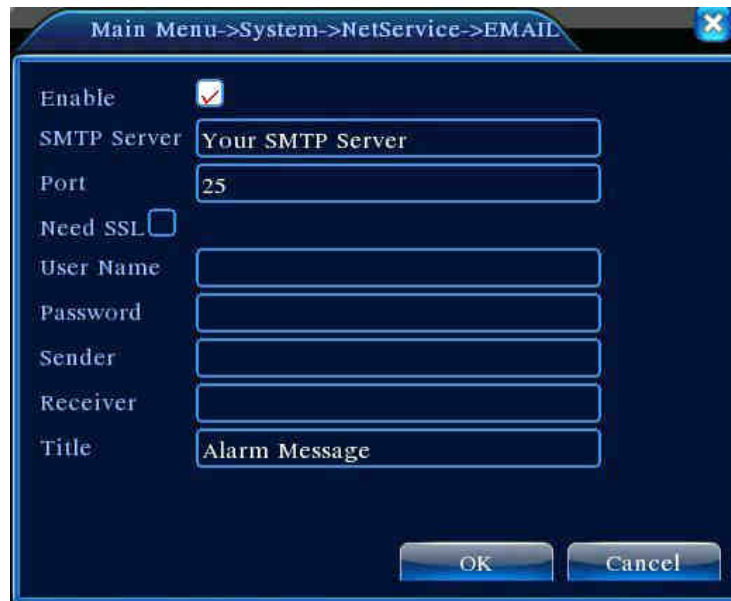 Main Menu->System->NetService->EMAIL
Enable
SMTP Server Your SMTP Server
Port 25
Need SSL
User Name
Password
Sender
Receiver
Title Alarm Message
OK Cancel